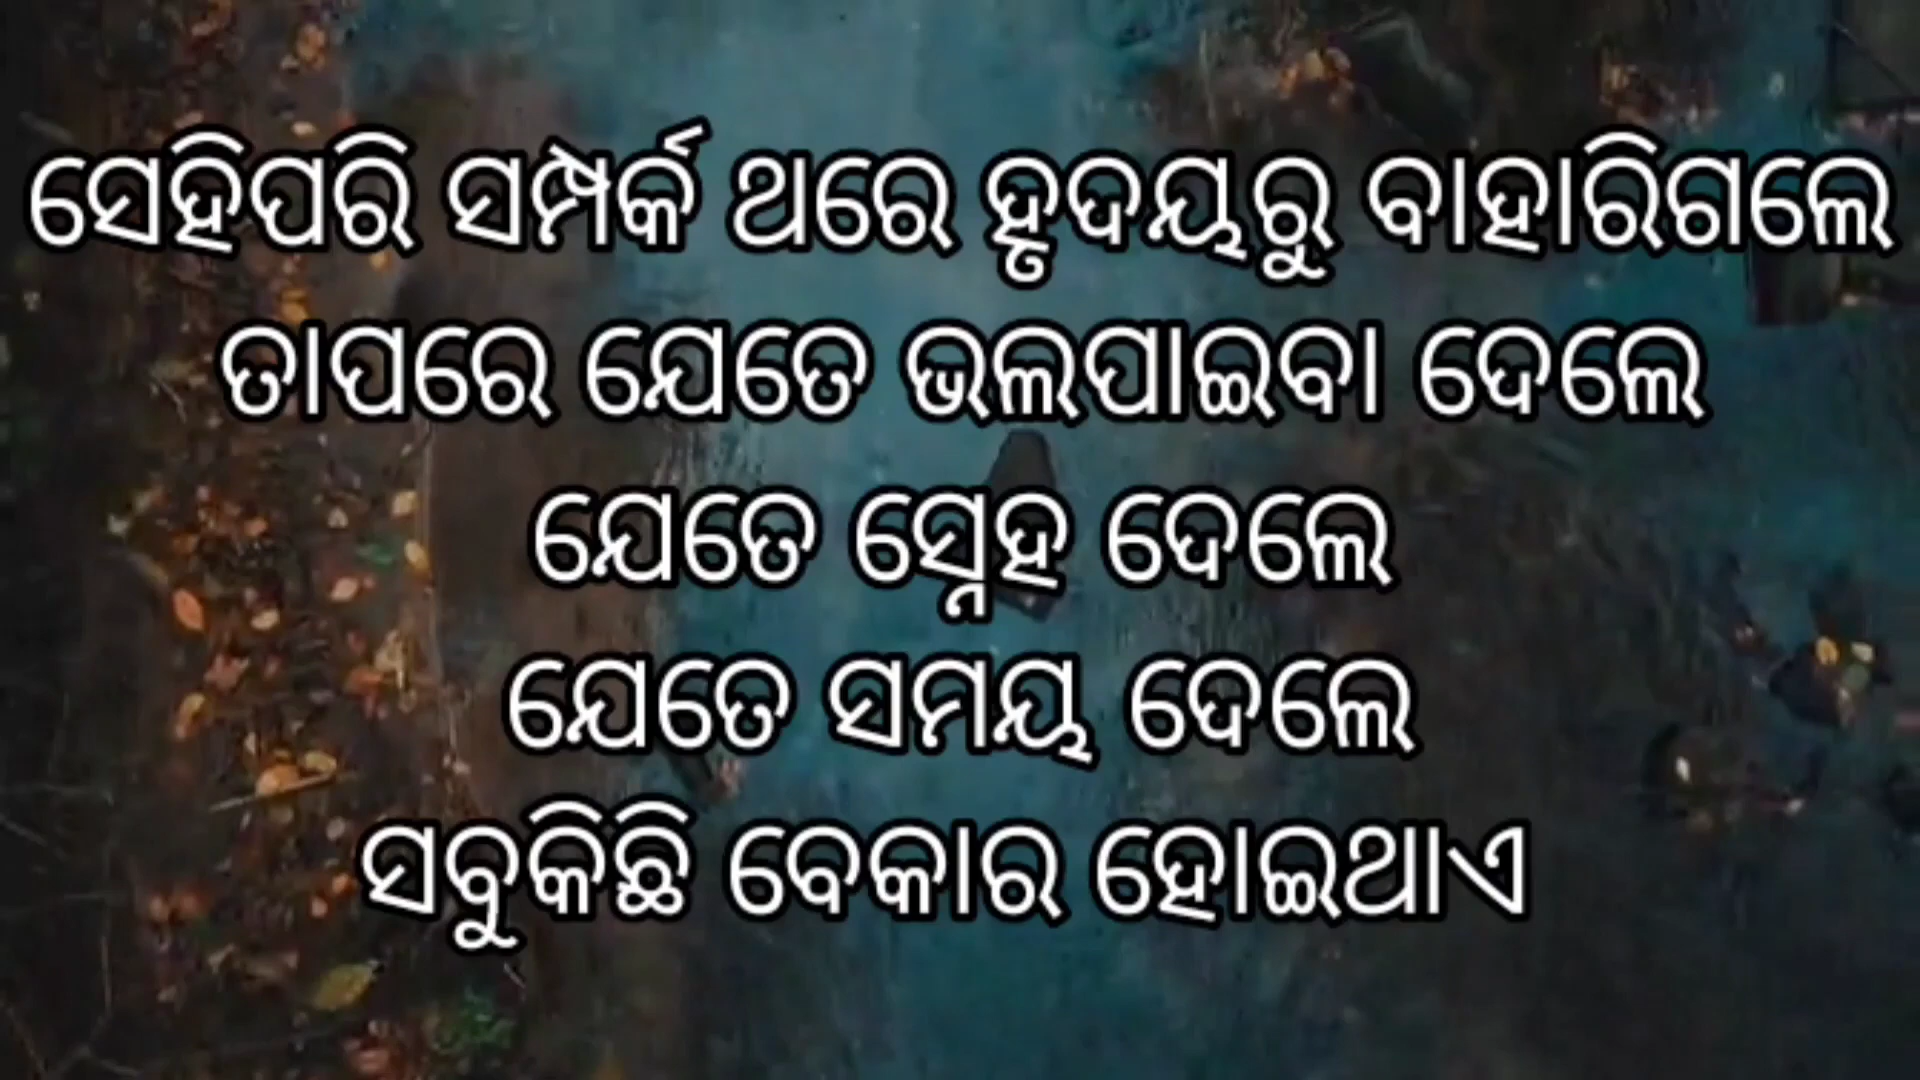 ସେହିପରି ସମ୍ପର୍କ ଥରେ ହୃଦୟରୁ ବାହାରିଗଲେ
ତାପରେ ଯେତେ ଭଲପାଇବା ଦେଲେ
ଯେତେ ସ୍ନେହ ଦେଲେ
ଯେତେ ସମୟ ଦେଲେ
ସବୁକିଛି ବେକାର ହୋଇଥାଏ